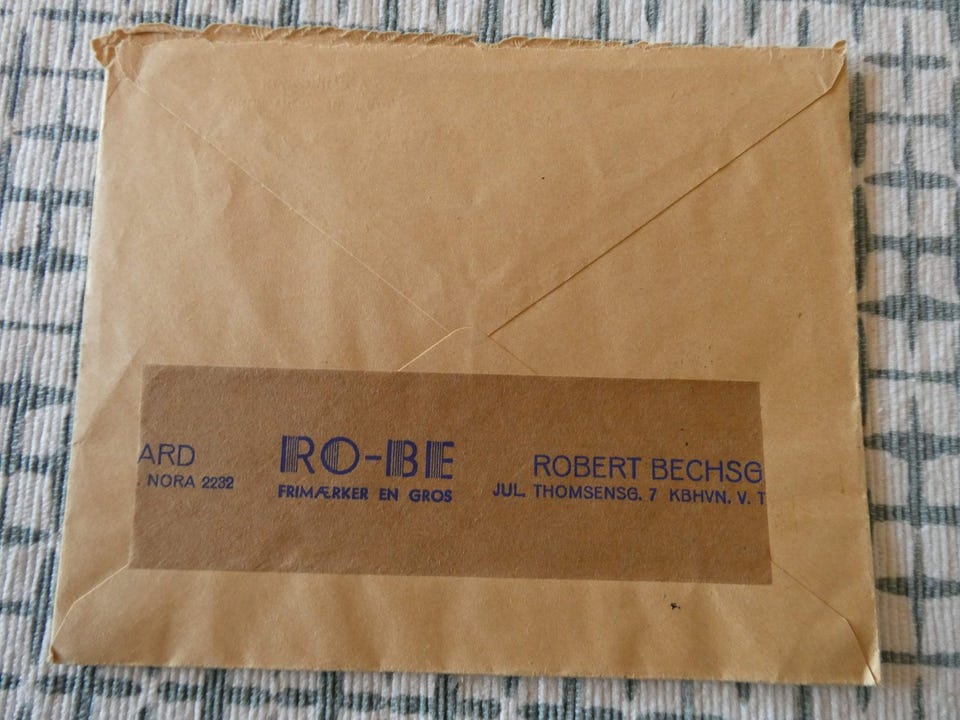 ARD
. NORA 2232
RO-BE
FRIMÆRKER EN GROS
ROBERT BECHSG
JUL. THOMSENSG. 7 KBHVN. V. T